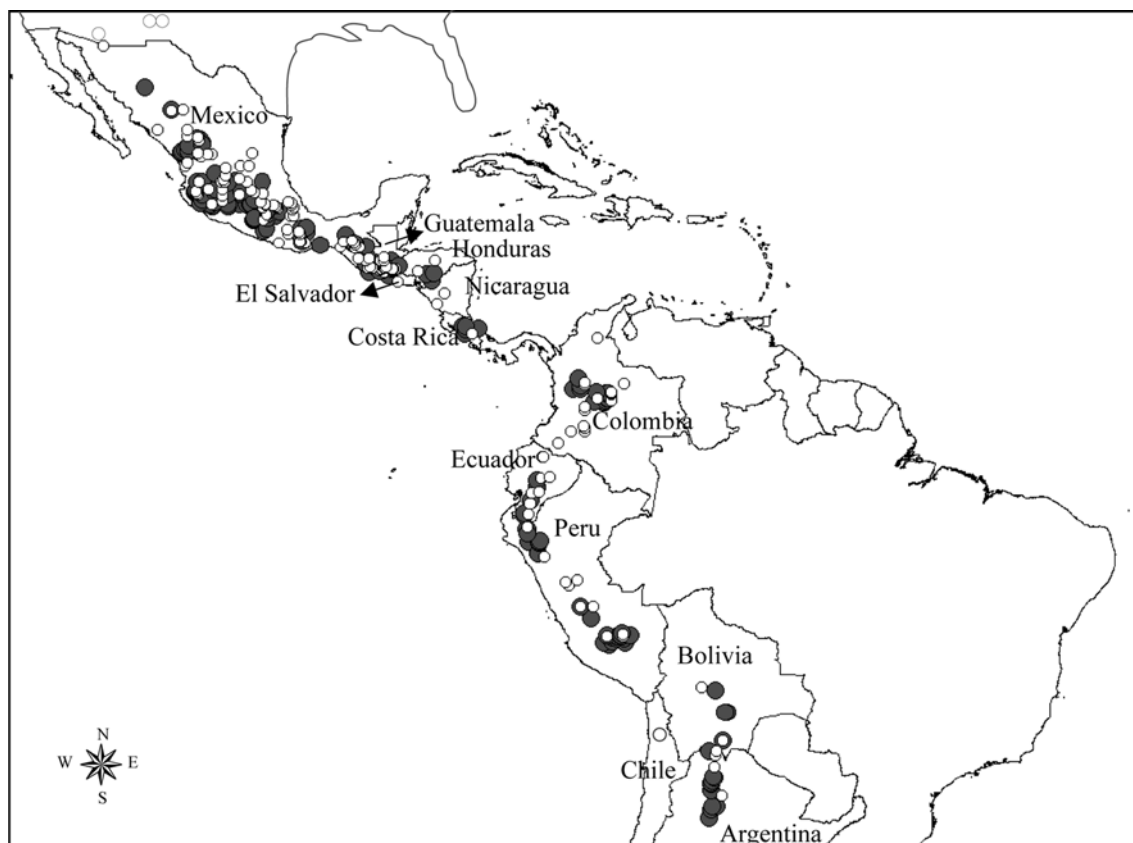 Mexico
Guatemala
Honduras
El Salvador
Nicaragua
Costa Rica
Colombia
Ecuador
Peru
Bolivia
N
W E
S
Chile
Argentina